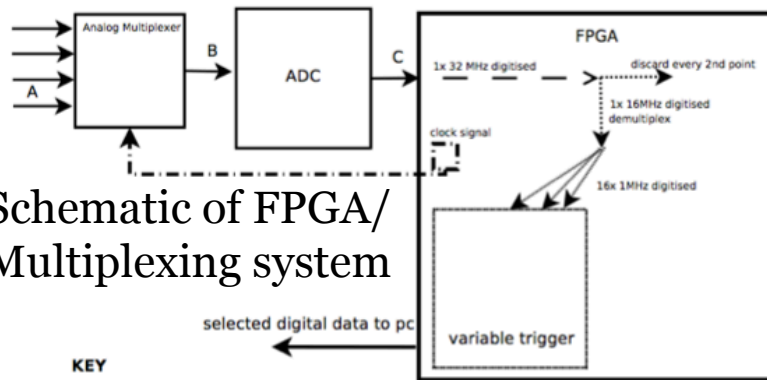 Analog Multiplexer
A
B
ADC
C
FPGA
1x 32 MHz digitised
discard every 2nd point
1x 16MHz digitised
demultiplex
clock signal
16x 1MHz digitised
Schematic of FPGA/
Multiplexing system
selected digital data to pc
variable trigger
KEY